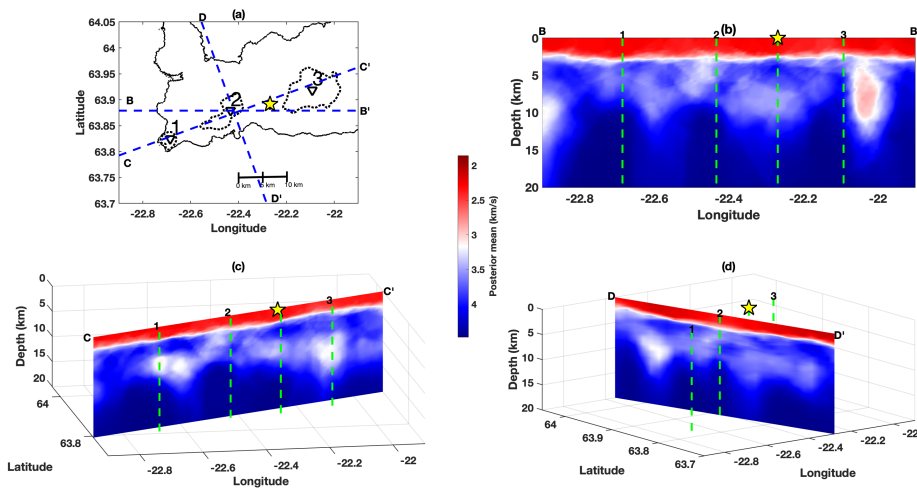 (a)
D
64.05
64
63.95
63.9
63.85
63.8
63.75
63.7
Latitude
C'
3
2
B
B'
1
C
0 km
5 km
10 km
D'
-22.8
-22.6
-22.4
-22.2
-22
Longitude
(b)
B
1
2
3
B
0
5
10
15
20
Depth (km)
-22.8
-22.6
-22.4
-22.2
-22
Longitude
2
2.5
3
3.5
4
Posterior mean (km/s)
(c)
0
5
10
15
20
Depth (km)
C
1
2
3
C'
64
63.8
Latitude
-22.8
-22.6
-22.4
-22.2
-22
Longitude
(d)
0
5
10
15
20
Depth (km)
D
1
2
3
D'
64
63.9
63.8
63.7
Latitude
-22.8
-22.6
-22.4
-22.2
-22
Longitude